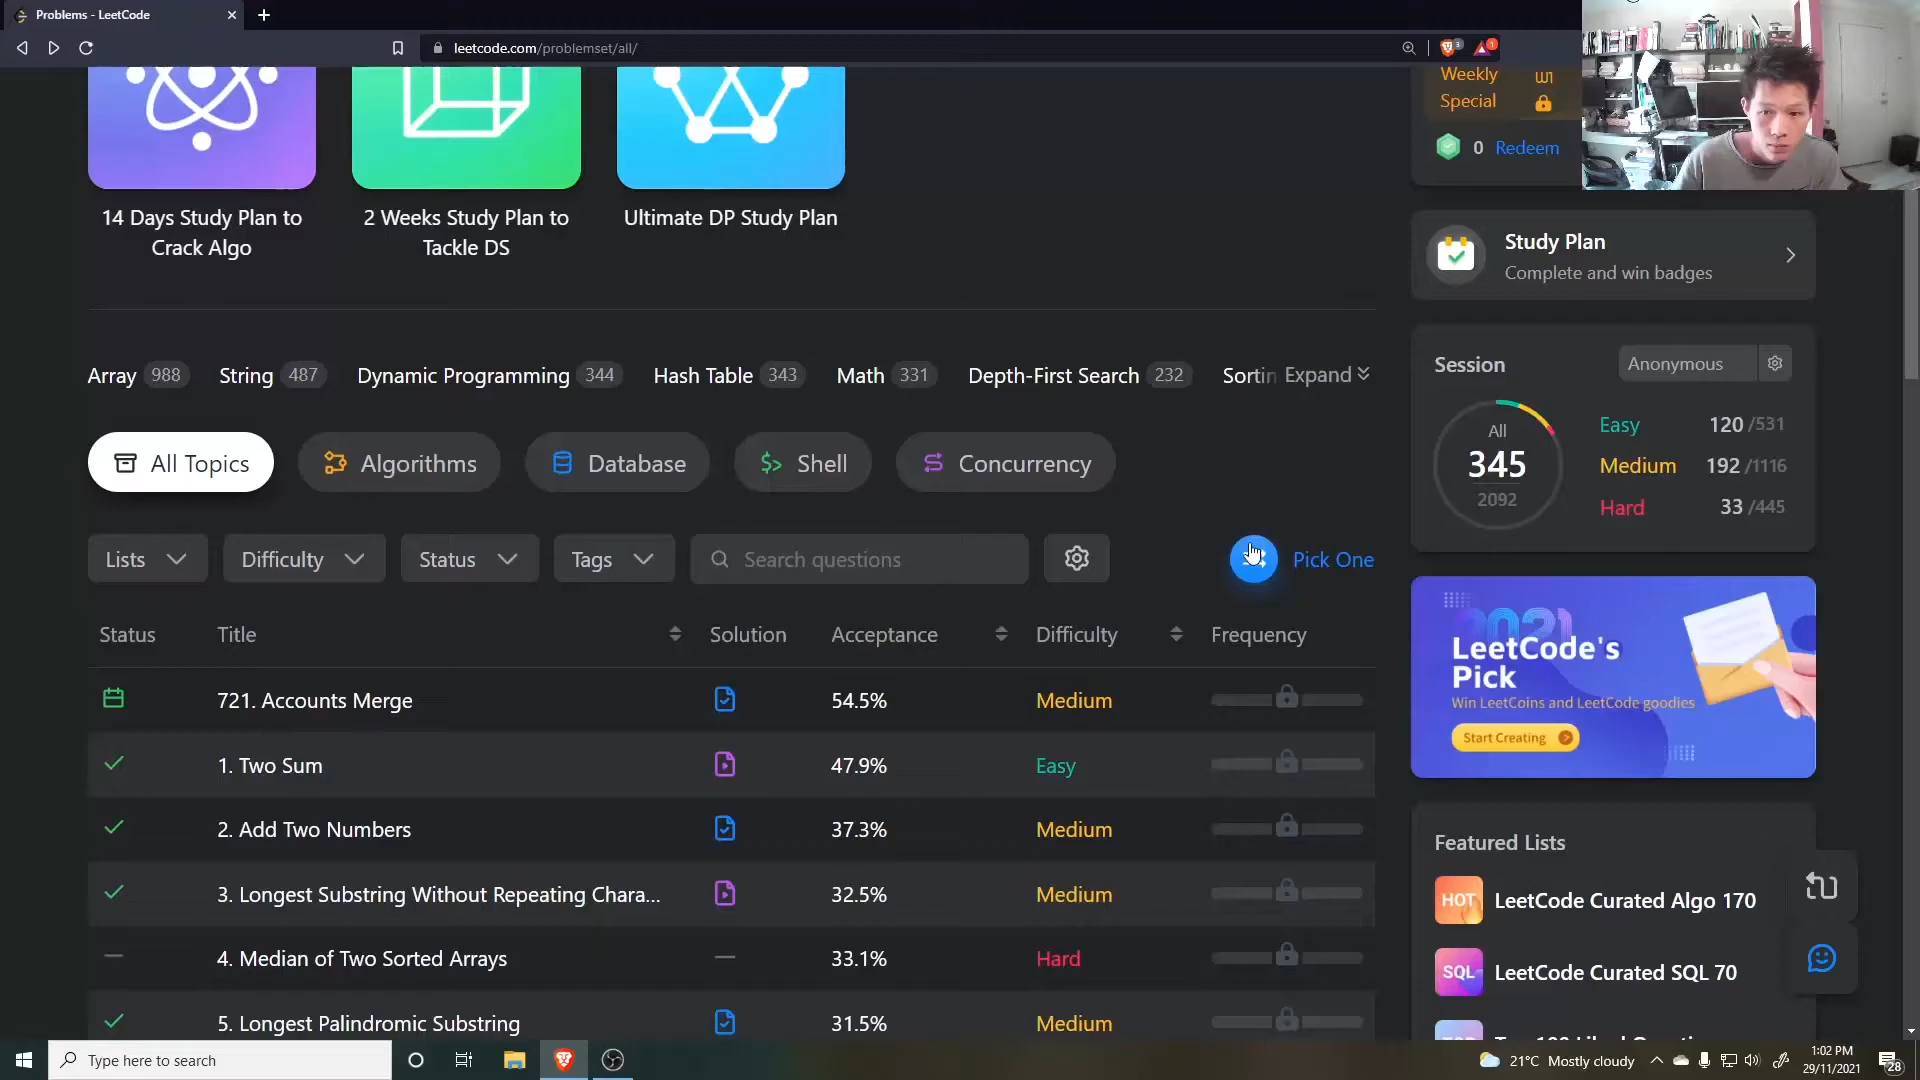 Problems - LeetCode
leetcode.com/problemset/all/
3
1
Weekly
Special
0 Redeem
14 Days Study Plan to
Crack Algo
2 Weeks Study Plan to
Tackle DS
Ultimate DP Study Plan
Study Plan
Complete and win badges
Array 988 String 487 Dynamic Programming 344 Hash Table 343 Math 331 Depth-First Search 232 Sortin Expand
Session Anonymous
All
345
2092
Easy 120 /531
Medium 192 /1116
Hard 33 /445
All Topics Algorithms Database Shell Concurrency
Lists Difficulty Status Tags Search questions Pick One
Status Title Solution Acceptance Difficulty Frequency
721. Accounts Merge 54.5% Medium
1. Two Sum 47.9% Easy
2. Add Two Numbers 37.3% Medium
3. Longest Substring Without Repeating Chara... 32.5% Medium
4. Median of Two Sorted Arrays 33.1% Hard
5. Longest Palindromic Substring 31.5% Medium
2021
LeetCode's
Pick
Win LeetCoins and LeetCode goodies
Start Creating
Featured Lists
HOT LeetCode Curated Algo 170
SQL LeetCode Curated SQL 70
Type here to search
21°C Mostly cloudy
1:02 PM
29/11/2021
28